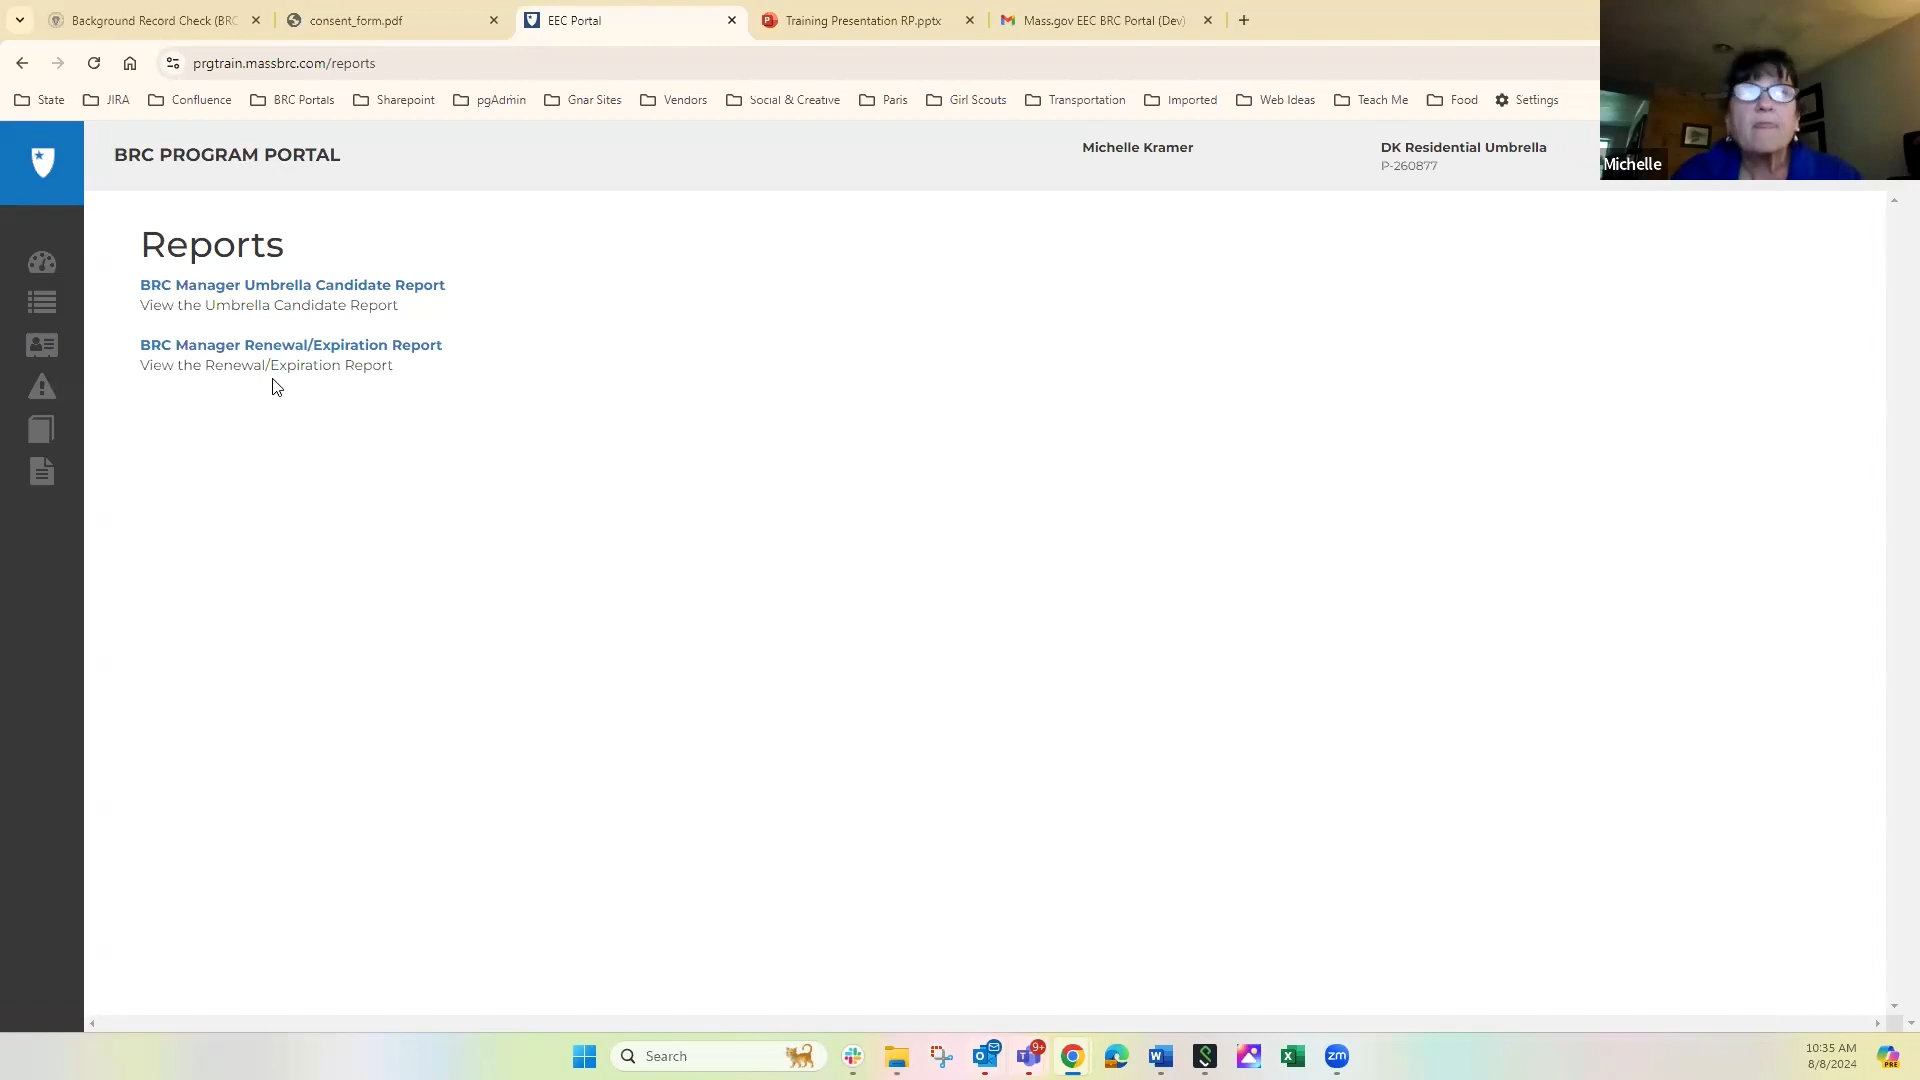 Background Record Check (BRC
consent_form.pdf
EEC Portal
Training Presentation RP.pptx
Mass.gov EEC BRC Portal (Dev)
prgtrain.massbrc.com/reports
State
JIRA
Confluence
BRC Portals
Sharepoint
pgAdmin
Gnar Sites
Vendors
Social & Creative
Paris
Girl Scouts
Transportation
Imported
Web Ideas
Teach Me
Food
Settings
BRC PROGRAM PORTAL
Michelle Kramer
DK Residential Umbrella
P-260877
Michelle
Reports
BRC Manager Umbrella Candidate Report
View the Umbrella Candidate Report
BRC Manager Renewal/Expiration Report
View the Renewal/Expiration Report
Search
9+
zm
10:35 AM
8/8/2024
PRE